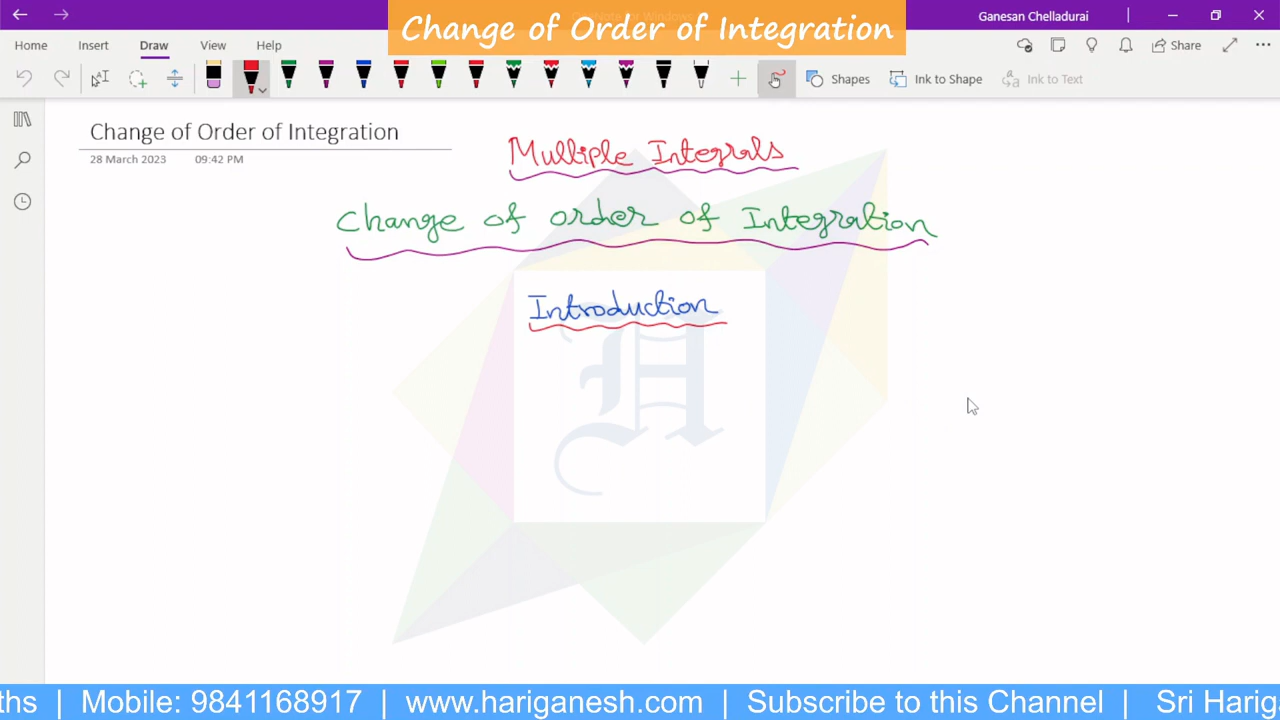 Change of Order of Integration
Ganesan Chelladurai
Home Insert Draw View Help
Share
Shapes Ink to Shape Ink to Text
Change of Order of Integration
28 March 2023 09:42 PM
Multiple Integrals
Change of order of Integration
Introduction
ths | Mobile: 9841168917 | www.hariganesh.com | Subscribe to this Channel | Sri Harig